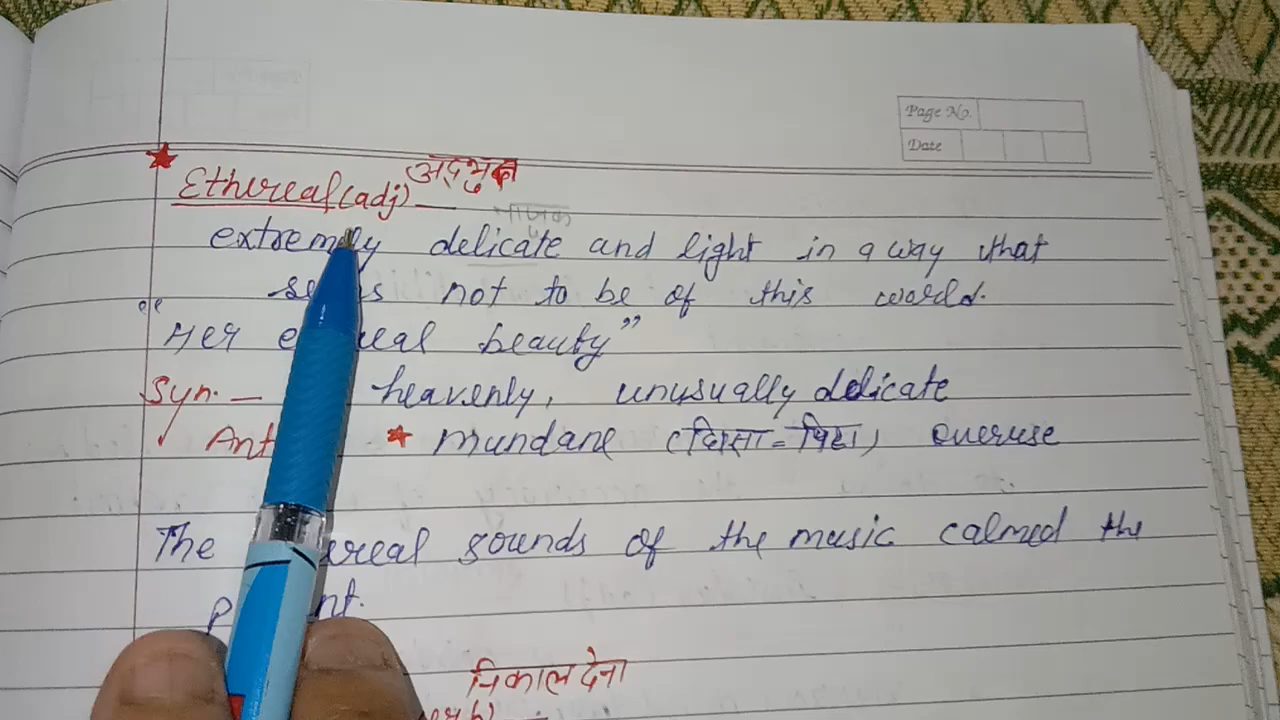 Page No.
Date
Ethereal (adj) — अद्भुत
नाजुक
extremely delicate and light in a way that
not to be of this world.
"Her beauty"
Syn. — heavenly, unusually delicate
Ant mundane (घिसा-पिटा) overuse
The sounds of the music calmed the
निकाल देना